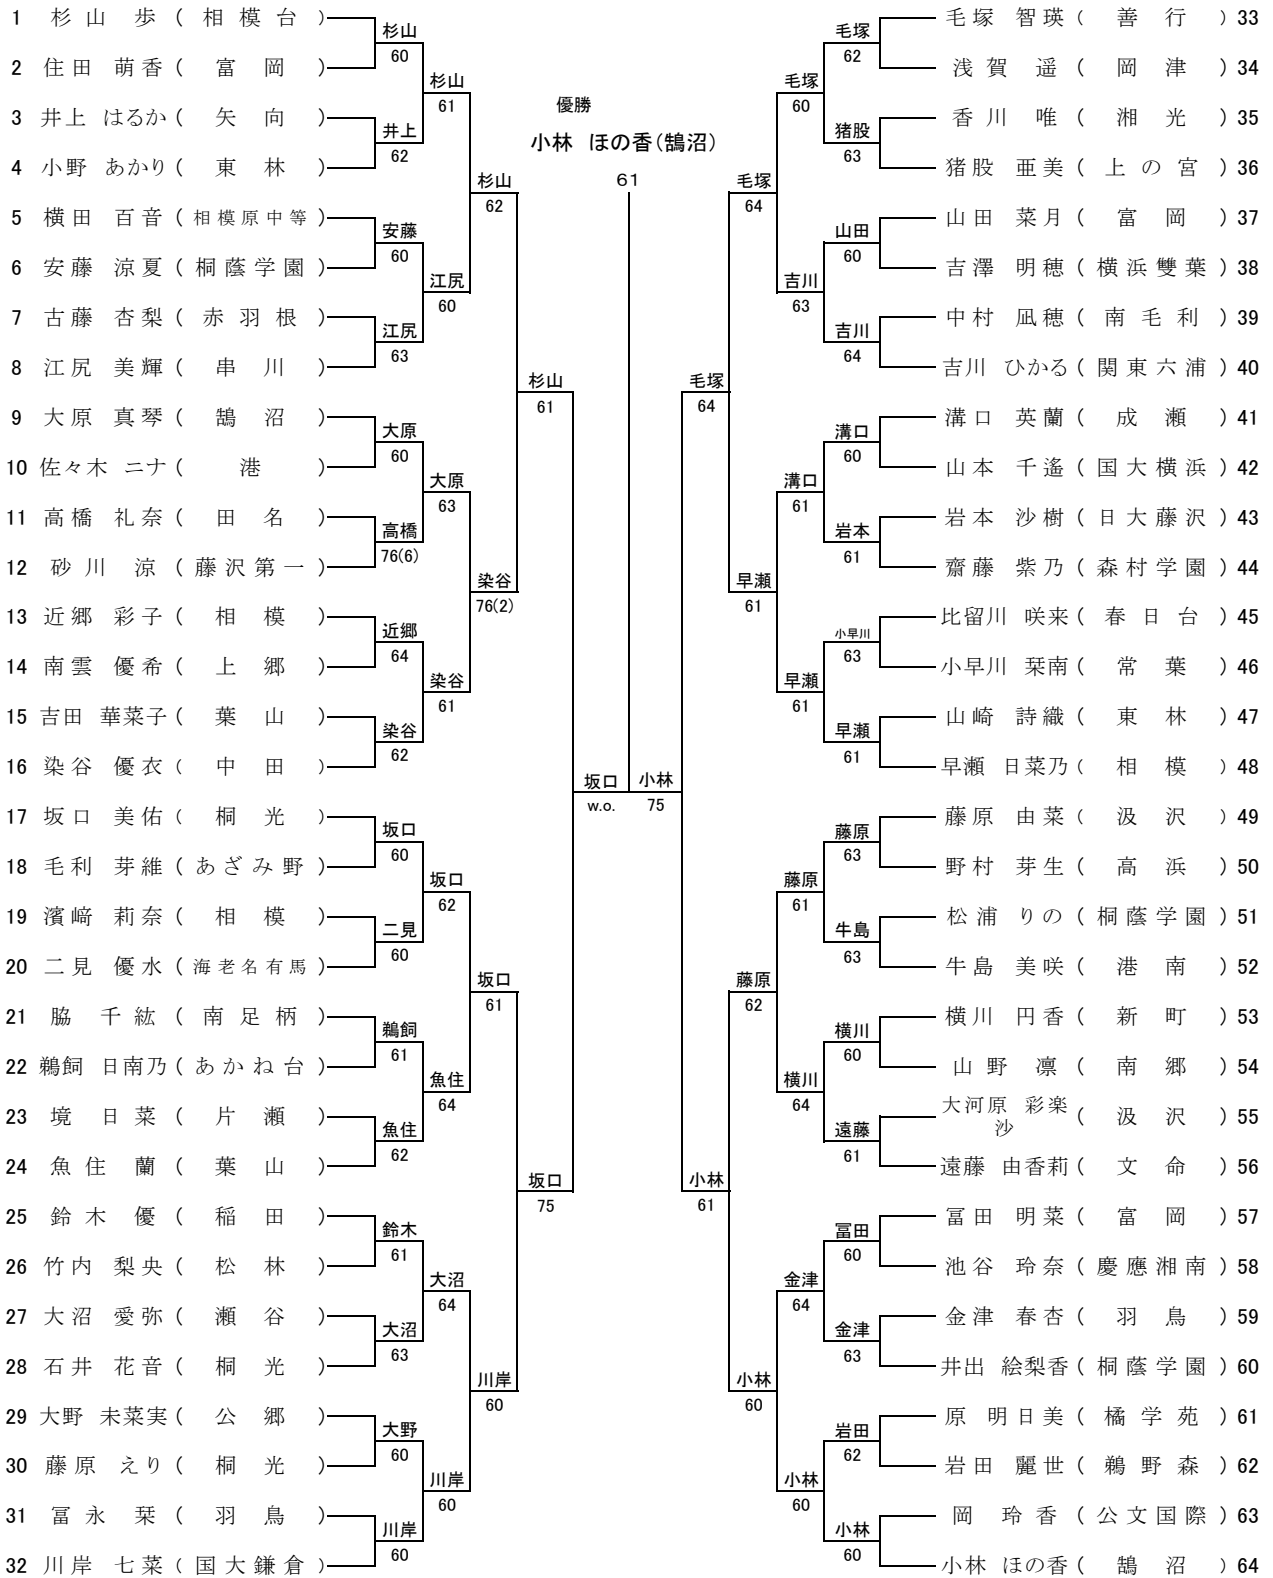 優勝
小林 ほの香(鵠沼)
61
1 杉山 歩 ( 相模台 )
2 住田 萌香 ( 富岡 )
3 井上 はるか ( 矢向 )
4 小野 あかり ( 東林 )
5 横田 百音 ( 相模原中等 )
6 安藤 涼夏 ( 桐蔭学園 )
7 古藤 杏梨 ( 赤羽根 )
8 江尻 美輝 ( 串川 )
9 大原 真琴 ( 鵠沼 )
10 佐々木 ニナ ( 港 )
11 高橋 礼奈 ( 田名 )
12 砂川 涼 ( 藤沢第一 )
13 近郷 彩子 ( 相模 )
14 南雲 優希 ( 上郷 )
15 吉田 華菜子 ( 葉山 )
16 染谷 優衣 ( 中田 )
17 坂口 美佑 ( 桐光 )
18 毛利 芽維 ( あざみ野 )
19 濱﨑 莉奈 ( 相模 )
20 二見 優水 ( 海老名有馬 )
21 脇 千紘 ( 南足柄 )
22 鵜飼 日南乃 ( あかね台 )
23 境 日菜 ( 片瀬 )
24 魚住 蘭 ( 葉山 )
25 鈴木 優 ( 稲田 )
26 竹内 梨央 ( 松林 )
27 大沼 愛弥 ( 瀬谷 )
28 石井 花音 ( 桐光 )
29 大野 未菜実 ( 公郷 )
30 藤原 えり ( 桐光 )
31 冨永 栞 ( 羽鳥 )
32 川岸 七菜 ( 国大鎌倉 )
杉山
60
井上
62
安藤
60
江尻
63
大原
60
高橋
76(6)
近郷
64
染谷
62
坂口
60
二見
60
鵜飼
61
魚住
62
鈴木
61
大沼
63
大野
60
川岸
60
杉山
61
江尻
60
大原
63
染谷
61
坂口
62
魚住
64
大沼
64
川岸
60
杉山
62
染谷
76(2)
坂口
61
川岸
60
杉山
61
坂口
75
坂口
w.o.
小林
75
毛塚
64
小林
61
毛塚
64
早瀬
61
藤原
62
小林
60
毛塚
60
吉川
63
溝口
61
早瀬
61
藤原
61
横川
64
金津
64
小林
60
毛塚
62
猪股
63
山田
60
吉川
64
溝口
60
岩本
61
小早川
63
早瀬
61
藤原
63
牛島
63
横川
60
遠藤
61
冨田
60
金津
63
岩田
62
小林
60
毛塚 智瑛 ( 善行 ) 33
浅賀 遥 ( 岡津 ) 34
香川 唯 ( 湘光 ) 35
猪股 亜美 ( 上の宮 ) 36
山田 菜月 ( 富岡 ) 37
吉澤 明穂 ( 横浜雙葉 ) 38
中村 凪穂 ( 南毛利 ) 39
吉川 ひかる ( 関東六浦 ) 40
溝口 英蘭 ( 成瀬 ) 41
山本 千遙 ( 国大横浜 ) 42
岩本 沙樹 ( 日大藤沢 ) 43
齋藤 紫乃 ( 森村学園 ) 44
比留川 咲来 ( 春日台 ) 45
小早川 栞南 ( 常葉 ) 46
山崎 詩織 ( 東林 ) 47
早瀬 日菜乃 ( 相模 ) 48
藤原 由菜 ( 汲沢 ) 49
野村 芽生 ( 高浜 ) 50
松浦 りの ( 桐蔭学園 ) 51
牛島 美咲 ( 港南 ) 52
横川 円香 ( 新町 ) 53
山野 凛 ( 南郷 ) 54
大河原 彩楽
沙 ( 汲沢 ) 55
遠藤 由香莉 ( 文命 ) 56
冨田 明菜 ( 富岡 ) 57
池谷 玲奈 ( 慶應湘南 ) 58
金津 春杏 ( 羽鳥 ) 59
井出 絵梨香 ( 桐蔭学園 ) 60
原 明日美 ( 橘学苑 ) 61
岩田 麗世 ( 鵜野森 ) 62
岡 玲香 ( 公文国際 ) 63
小林 ほの香 ( 鵠沼 ) 64